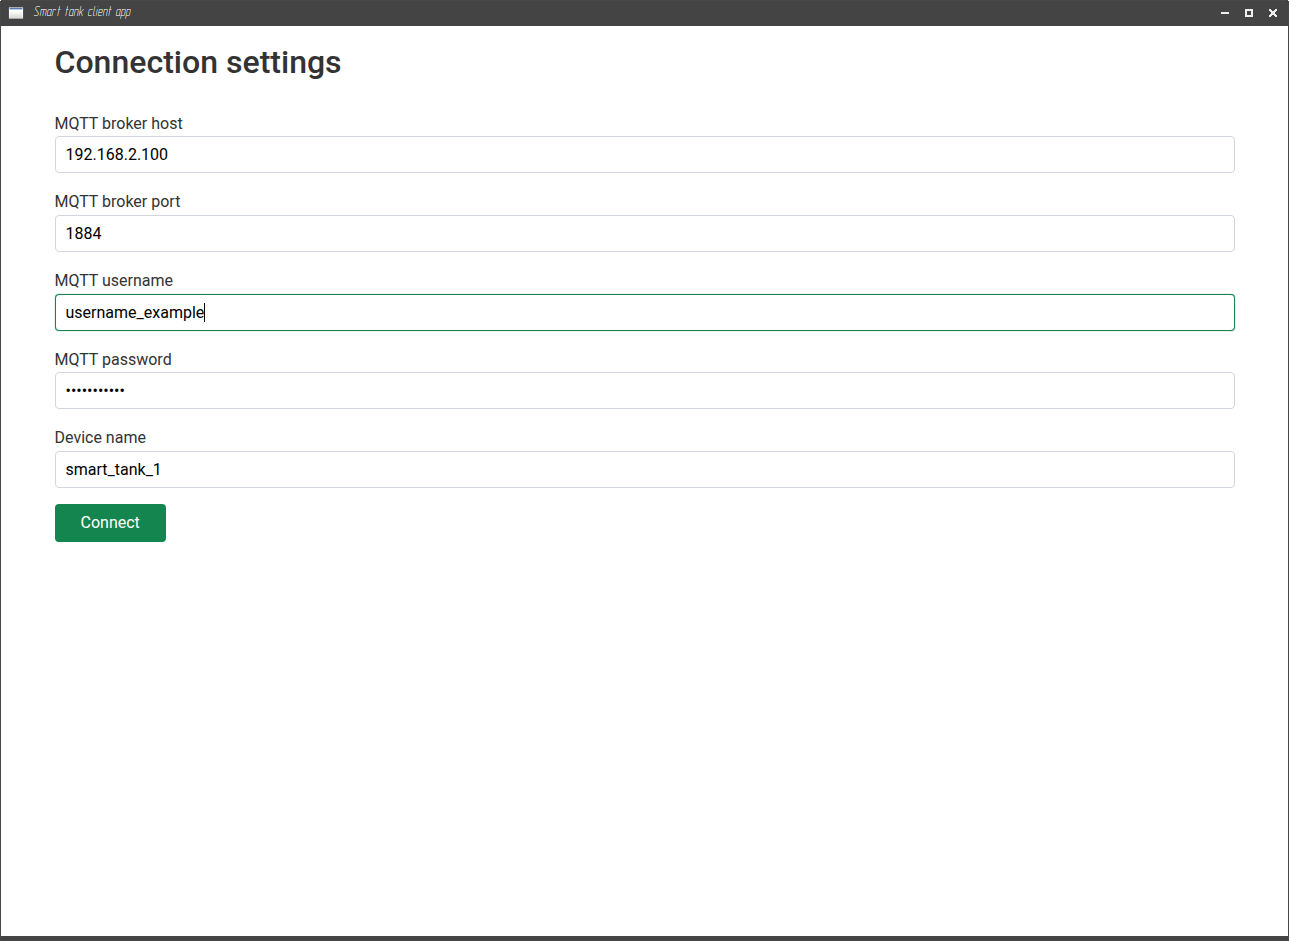 Smart tank client app
Connection settings
MQTT broker host
192.168.2.100
MQTT broker port
1884
MQTT username
username_example
MQTT password
•••••••••••
Device name
smart_tank_1
Connect